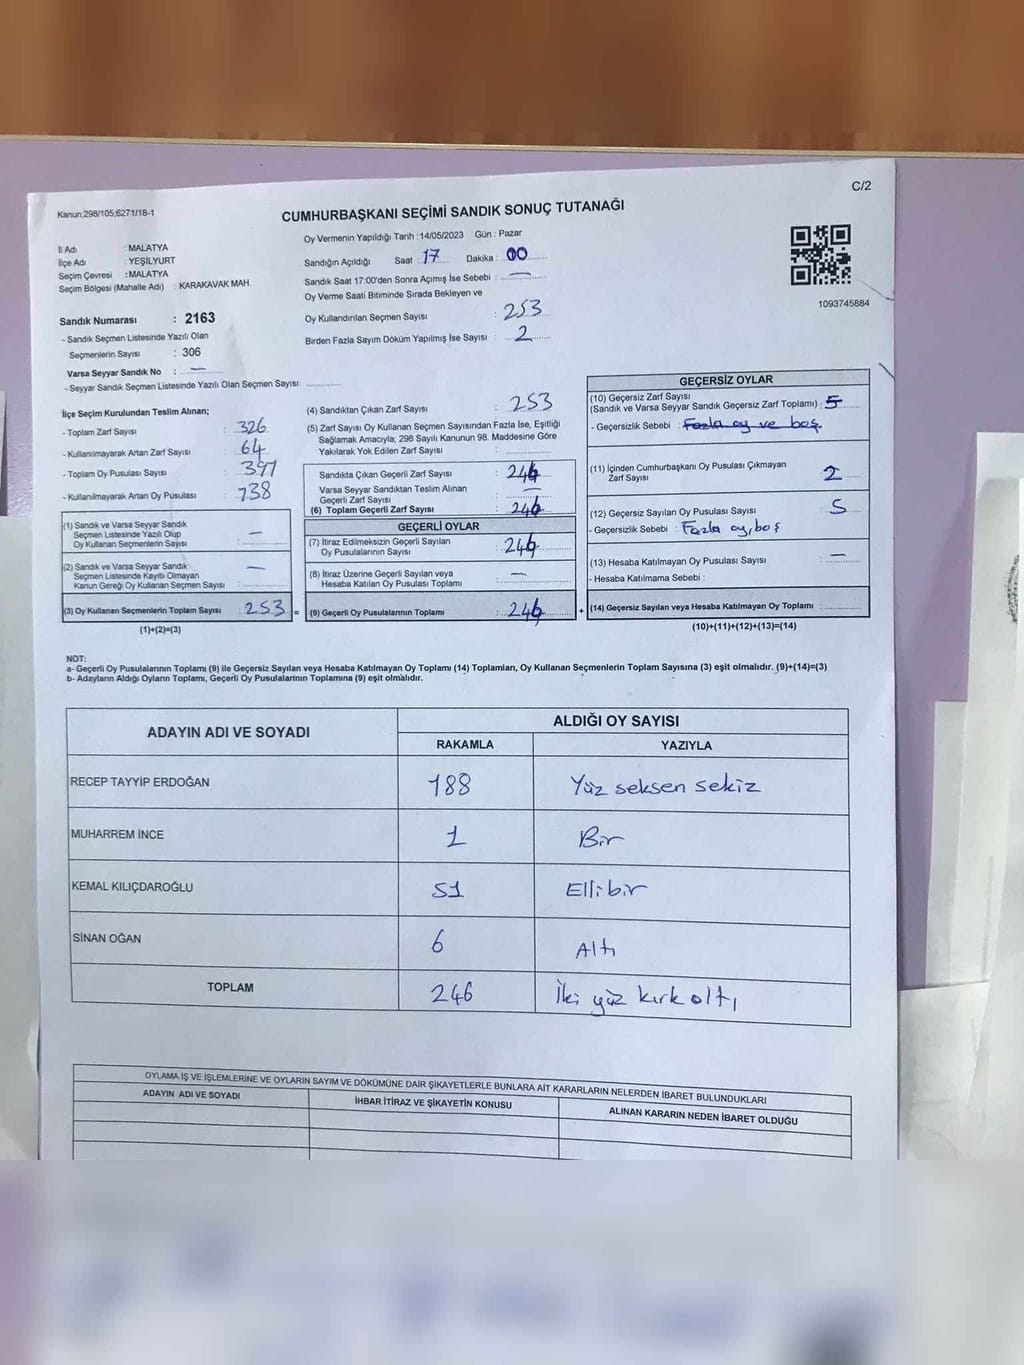 C/2
Kanun;298/105;6271/18-1
CUMHURBAŞKANI SEÇİMİ SANDIK SONUÇ TUTANAĞI
İl Adı : MALATYA
İlçe Adı : YEŞİLYURT
Seçim Çevresi : MALATYA
Seçim Bölgesi (Mahalle Adı) : KARAKAVAK MAH.
Sandık Numarası : 2163
- Sandık Seçmen Listesinde Yazılı Olan
Seçmenlerin Sayısı : 306
Varsa Seyyar Sandık No : —
- Seyyar Sandık Seçmen Listesinde Yazılı Olan Seçmen Sayısı: ..........
Oy Vermenin Yapıldığı Tarih : 14/05/2023 Gün : Pazar
Sandığın Açıldığı Saat : 17 Dakika : 00
Sandık Saat 17:00'den Sonra Açımış İse Sebebi : —
Oy Verme Saati Bitiminde Sırada Bekleyen ve
Oy Kullandırılan Seçmen Sayısı : 253
Birden Fazla Sayım Döküm Yapılmış İse Sayısı : 2
1093745884
İlçe Seçim Kurulundan Teslim Alınan;
- Toplam Zarf Sayısı : 326
- Kullanılmayarak Artan Zarf Sayısı : 64
- Toplam Oy Pusulası Sayısı : 391
- Kullanılmayarak Artan Oy Pusulası : 138
(1) Sandık ve Varsa Seyyar Sandık
Seçmen Listesinde Yazılı Olup
Oy Kullanan Seçmenlerin Sayısı : —
(2) Sandık ve Varsa Seyyar Sandık
Seçmen Listesinde Kayıtlı Olmayan
Kanun Gereği Oy Kullanan Seçmen Sayısı : —
(3) Oy Kullanan Seçmenlerin Toplam Sayısı : 253 =
(1)+(2)=(3)
(4) Sandıktan Çıkan Zarf Sayısı : 253
(5) Zarf Sayısı Oy Kullanan Seçmen Sayısından Fazla İse, Eşitliği
Sağlamak Amacıyla; 298 Sayılı Kanunun 98. Maddesine Göre
Yakılarak Yok Edilen Zarf Sayısı :
Sandıkta Çıkan Geçerli Zarf Sayısı : 246
Varsa Seyyar Sandıktan Teslim Alınan
Geçerli Zarf Sayısı : —
(6) Toplam Geçerli Zarf Sayısı : 246
GEÇERLİ OYLAR
(7) İtiraz Edilmeksizin Geçerli Sayılan
Oy Pusulalarının Sayısı : 246
(8) İtiraz Üzerine Geçerli Sayılan veya
Hesaba Katılan Oy Pusulası Toplamı : —
(9) Geçerli Oy Pusulalarının Toplamı : 246 +
GEÇERSİZ OYLAR
(10) Geçersiz Zarf Sayısı
(Sandık ve Varsa Seyyar Sandık Geçersiz Zarf Toplamı) : 5
- Geçersizlik Sebebi : Fazla oy ve boş
(11) İçinden Cumhurbaşkanı Oy Pusulası Çıkmayan
Zarf Sayısı : 2
(12) Geçersiz Sayılan Oy Pusulası Sayısı : 5
- Geçersizlik Sebebi : Fazla oy, boş
(13) Hesaba Katılmayan Oy Pusulası Sayısı : —
- Hesaba Katılmama Sebebi :
(14) Geçersiz Sayılan veya Hesaba Katılmayan Oy Toplamı :
(10)+(11)+(12)+(13)=(14)
NOT:
a- Geçerli Oy Pusulalarının Toplamı (9) ile Geçersiz Sayılan veya Hesaba Katılmayan Oy Toplamı (14) Toplamları, Oy Kullanan Seçmenlerin Toplam Sayısına (3) eşit olmalıdır. (9)+(14)=(3)
b- Adayların Aldığı Oyların Toplamı, Geçerli Oy Pusulalarının Toplamına (9) eşit olmalıdır.
ADAYIN ADI VE SOYADI ALDIĞI OY SAYISI
RAKAMLA YAZIYLA
RECEP TAYYİP ERDOĞAN 188 Yüz seksen sekiz
MUHARREM İNCE 1 Bir
KEMAL KILIÇDAROĞLU 51 Ellibir
SİNAN OĞAN 6 Altı
TOPLAM 246 İki yüz kırk altı
OYLAMA İŞ VE İŞLEMLERİNE VE OYLARIN SAYIM VE DÖKÜMÜNE DAİR ŞİKAYETLERLE BUNLARA AİT KARARLARIN NELERDEN İBARET BULUNDUKLARI
ADAYIN ADI VE SOYADI İHBAR İTİRAZ VE ŞİKAYETİN KONUSU ALINAN KARARIN NEDEN İBARET OLDUĞU